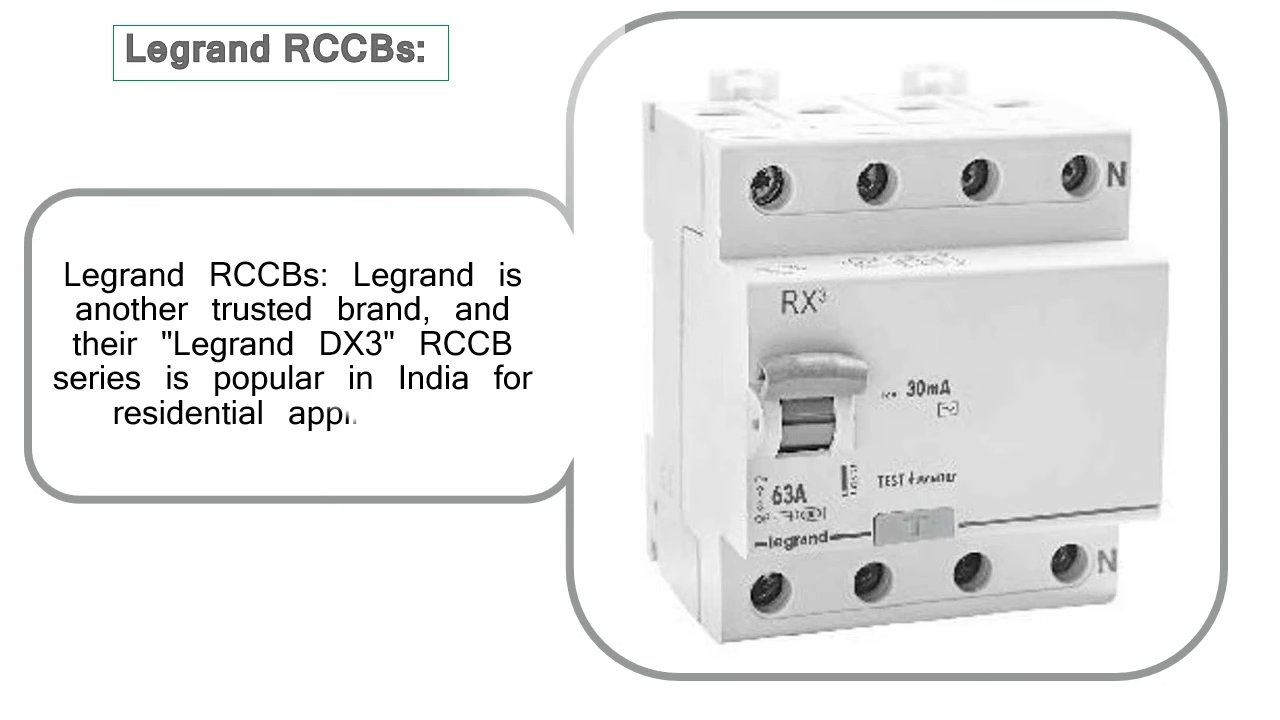 Legrand RCCBs:
Legrand RCCBs: Legrand is
another trusted brand, and
their "Legrand DX3" RCCB
series is popular in India for
residential
N
RX³
30mA
TEST
63A
legrand
T
N